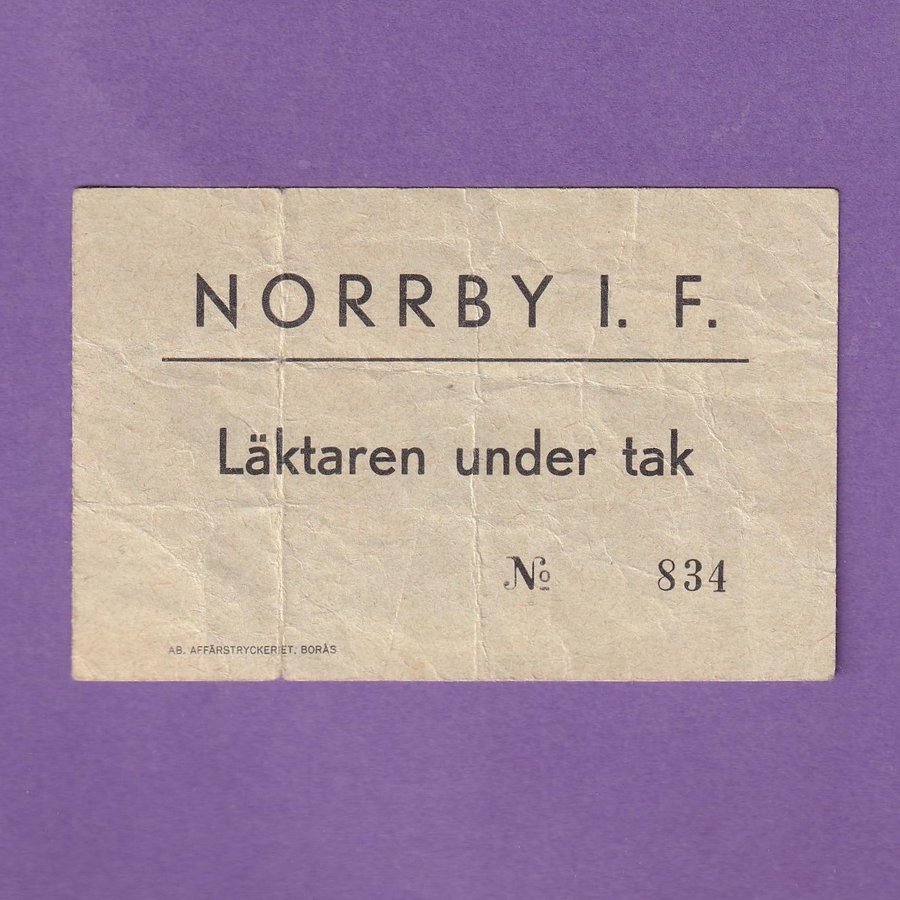 NORRBY I. F.
Läktaren under tak
No 834
AB. AFFÄRSTRYCKERIET, BORÅS